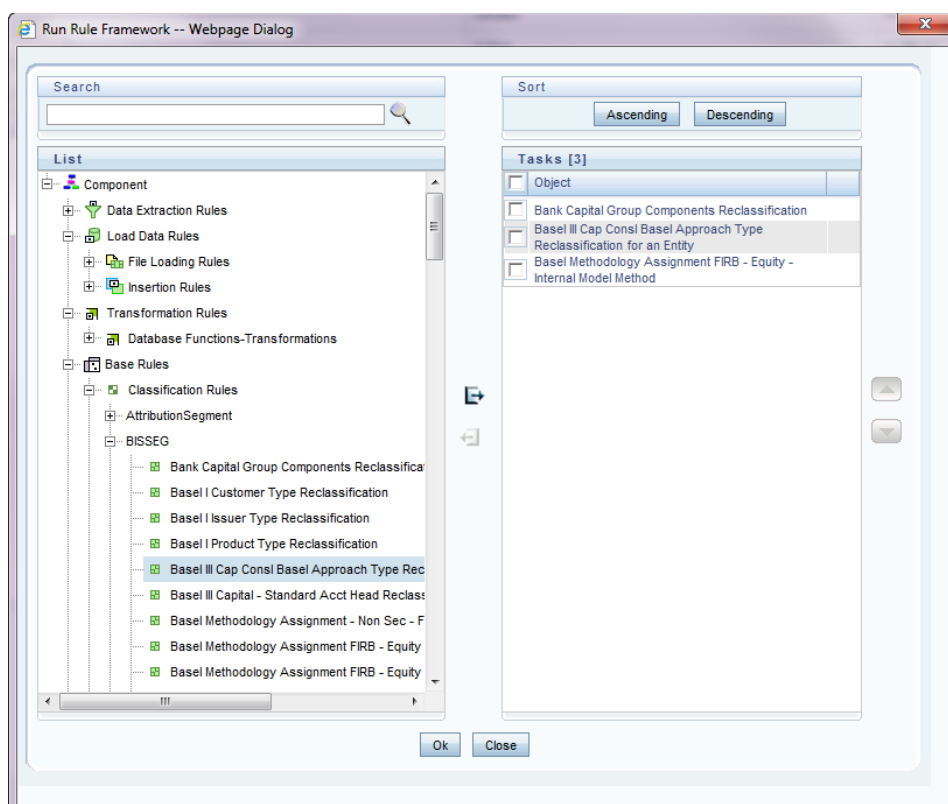 Run Rule Framework -- Webpage Dialog
x
Search
Sort
Ascending
Descending
List
Tasks [3]
Component
Data Extraction Rules
Load Data Rules
File Loading Rules
Insertion Rules
Transformation Rules
Database Functions-Transformations
Base Rules
Classification Rules
AttributionSegment
BISSEG
Bank Capital Group Components Reclassifica
Basel I Customer Type Reclassification
Basel I Issuer Type Reclassification
Basel I Product Type Reclassification
Basel III Cap Consl Basel Approach Type Rec
Basel III Capital - Standard Acct Head Reclass
Basel Methodology Assignment - Non Sec - F
Basel Methodology Assignment FIRB - Equity
Basel Methodology Assignment FIRB - Equity
Object
Bank Capital Group Components Reclassification
Basel III Cap Consl Basel Approach Type
Reclassification for an Entity
Basel Methodology Assignment FIRB - Equity -
Internal Model Method
Ok
Close